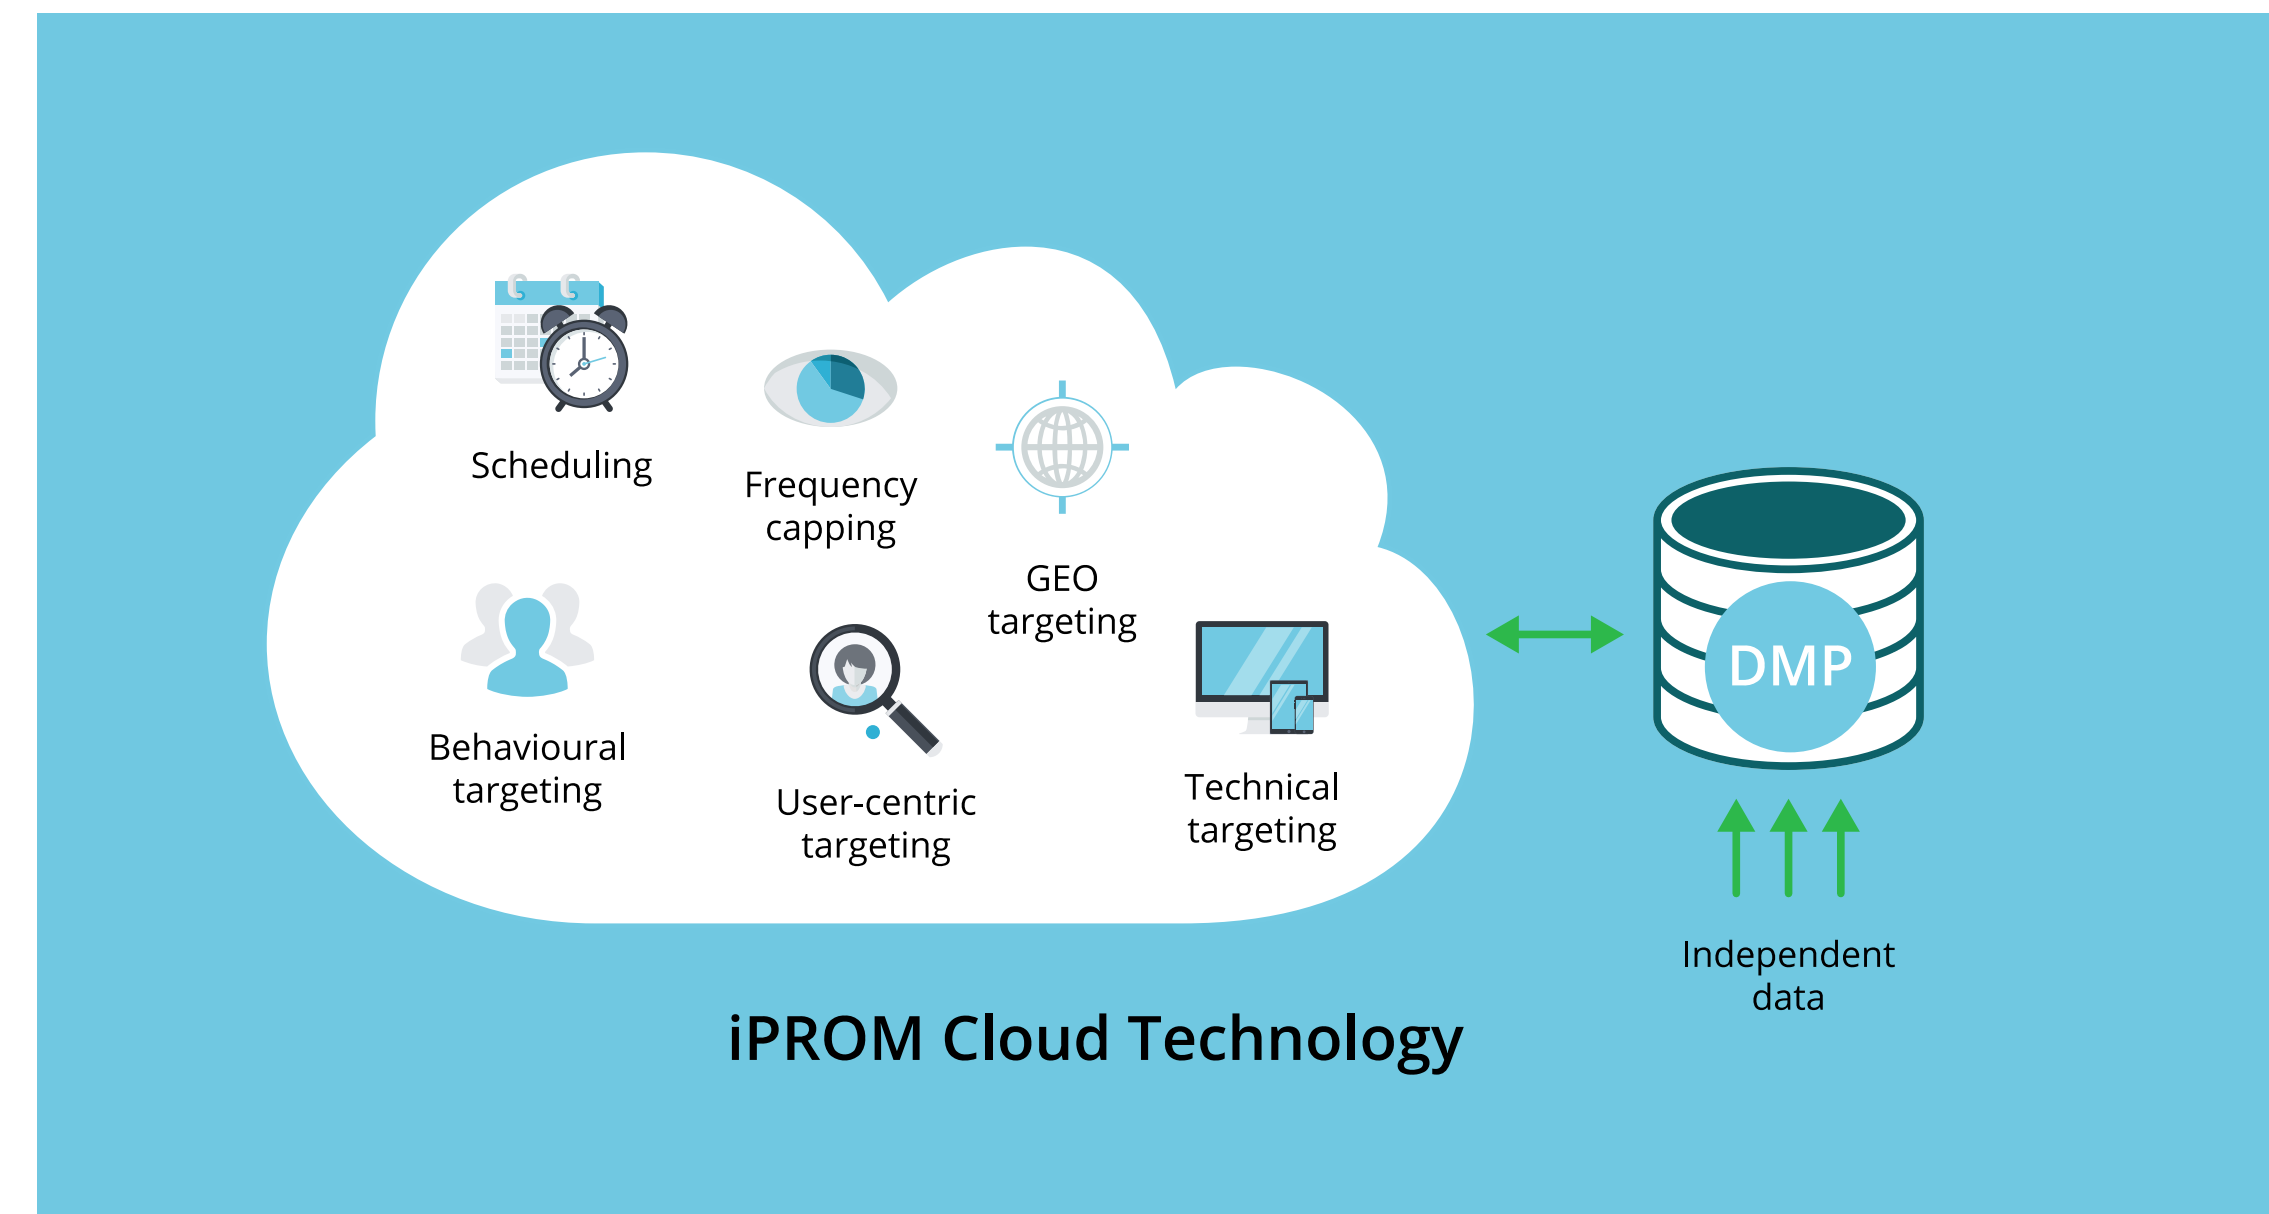 Scheduling
Frequency
capping
GEO
targeting
Behavioural
targeting
User-centric
targeting
Technical
targeting
DMP
Independent
data
iPROM Cloud Technology